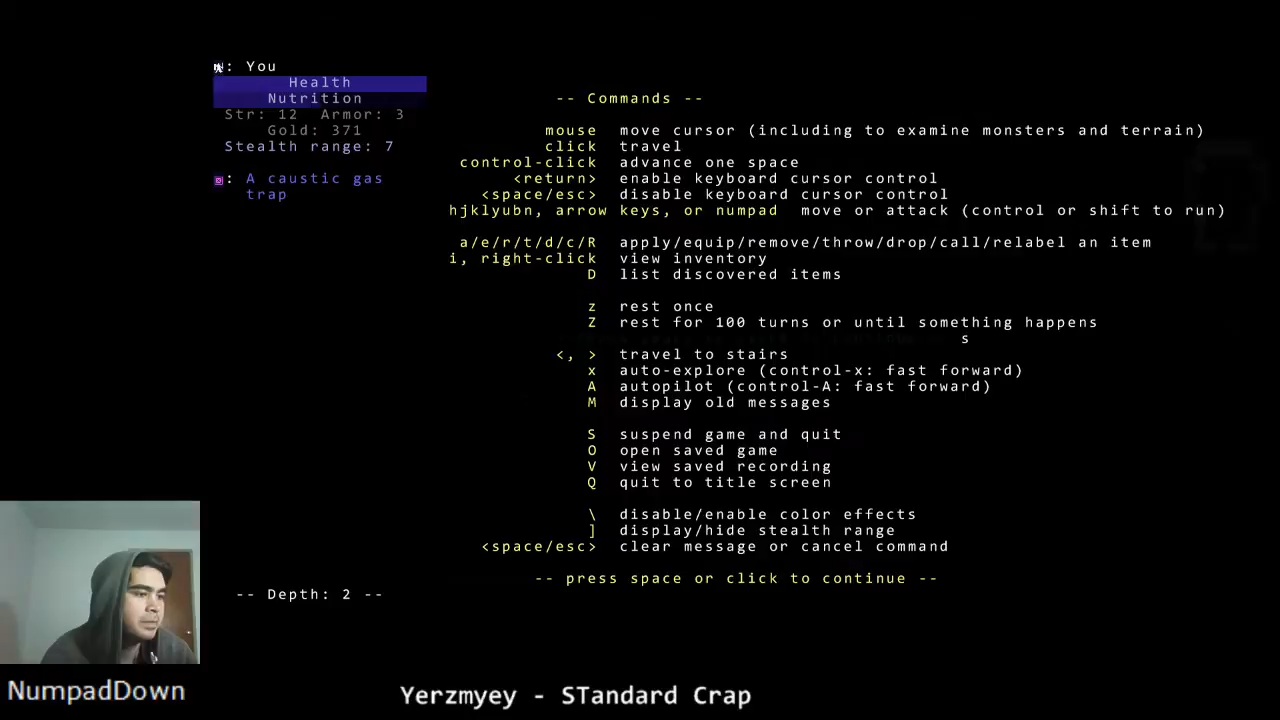 : You
Health
Nutrition
Str: 12 Armor: 3
Gold: 371
Stealth range: 7
: A caustic gas
trap
-- Commands --
mouse move cursor (including to examine monsters and terrain)
click travel
control-click advance one space
<return> enable keyboard cursor control
<space/esc> disable keyboard cursor control
hjklyubn, arrow keys, or numpad move or attack (control or shift to run)
a/e/r/t/d/c/R apply/equip/remove/throw/drop/call/relabel an item
i, right-click view inventory
D list discovered items
z rest once
Z rest for 100 turns or until something happens
s
<, > travel to stairs
x auto-explore (control-x: fast forward)
A autopilot (control-A: fast forward)
M display old messages
S suspend game and quit
O open saved game
V view saved recording
Q quit to title screen
\ disable/enable color effects
] display/hide stealth range
<space/esc> clear message or cancel command
-- press space or click to continue --
-- Depth: 2 --
NumpadDown
Yerzmyey - STandard Crap